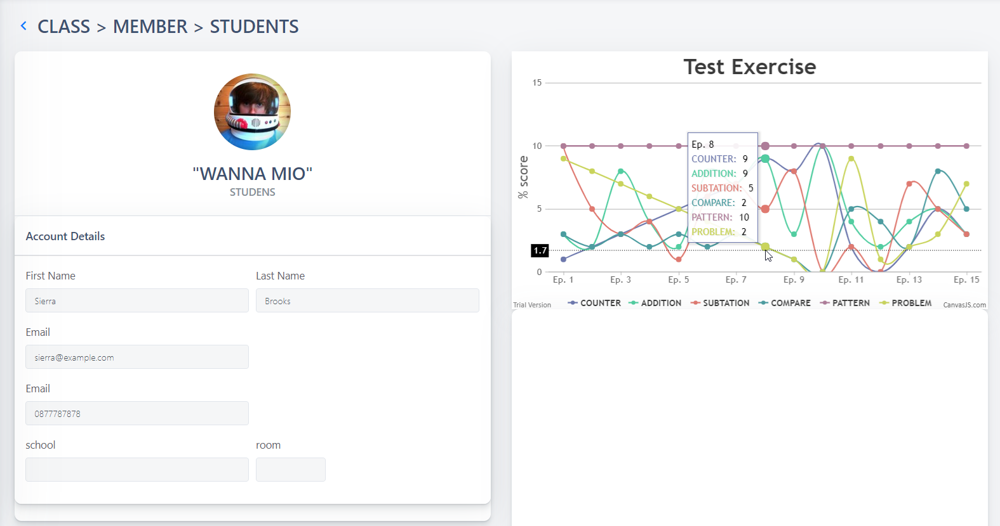 CLASS > MEMBER > STUDENTS
"WANNA MIO"
STUDENS
Account Details
First Name
Last Name
Sierra
Brooks
Email
sierra@example.com
Email
0877787878
school
room
Test Exercise
% score
15
10
5
0
1.7
Ep. 8
COUNTER: 9
ADDITION: 9
SUBTATION: 5
COMPARE: 2
PATTERN: 10
PROBLEM: 2
Ep. 1 Ep. 3 Ep. 5 Ep. 7 Ep. 9 Ep. 11 Ep. 13 Ep. 15
COUNTER ADDITION SUBTATION COMPARE PATTERN PROBLEM
Trial Version
CanvasJS.com